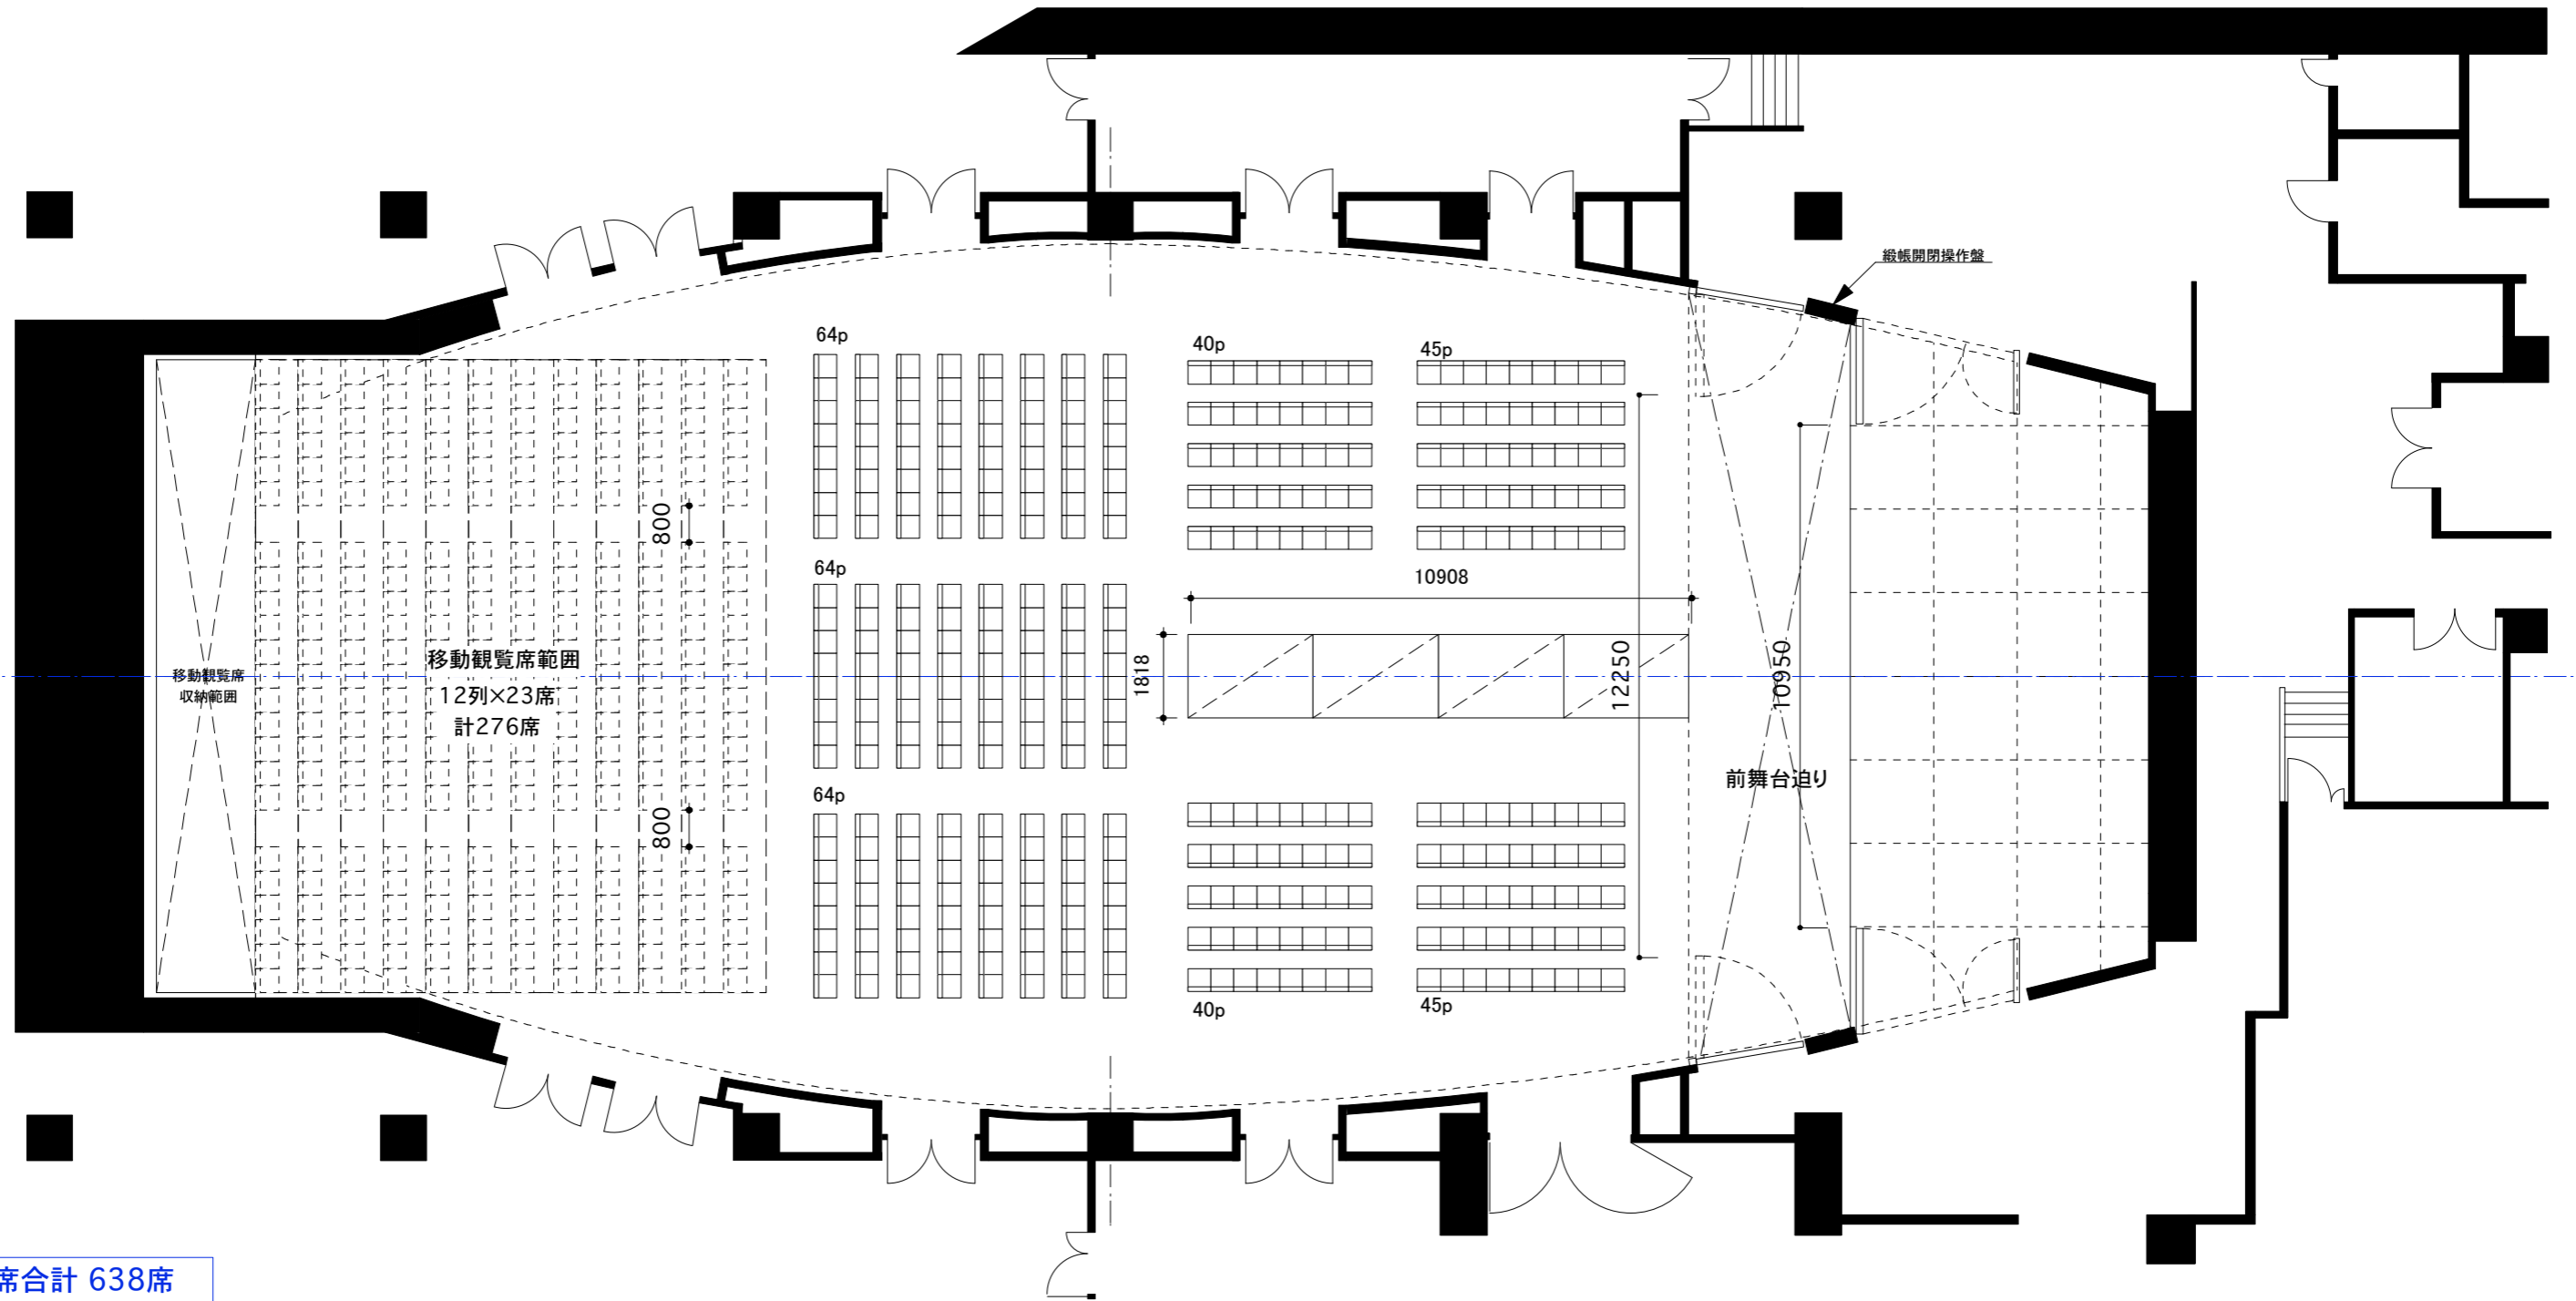 緞帳開閉操作盤
64p
40p
45p
800
64p
10908
移動観覧席範囲
12列×23席
計276席
移動観覧席
収納範囲
1818
12250
10950
前舞台迫り
64p
800
40p
45p
席合計 638席